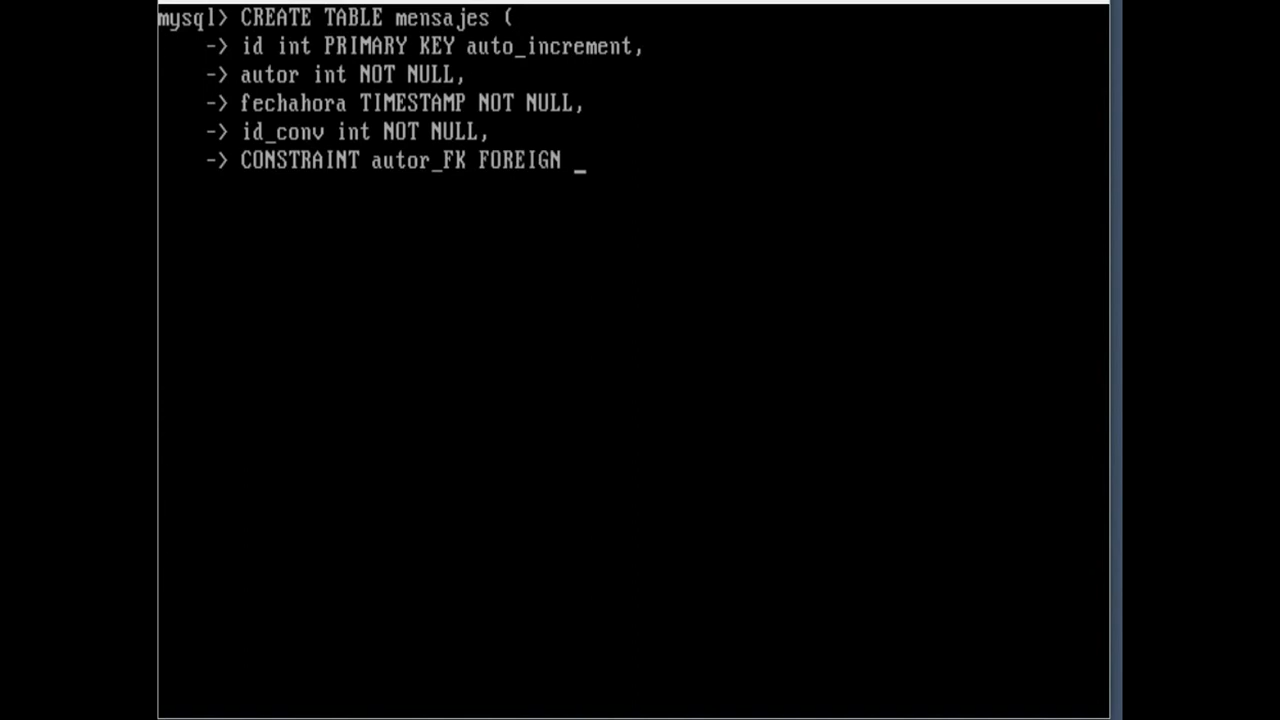 mysql> CREATE TABLE mensajes (
    -> id int PRIMARY KEY auto_increment,
    -> autor int NOT NULL,
    -> fechahora TIMESTAMP NOT NULL,
    -> id_conv int NOT NULL,
    -> CONSTRAINT autor_FK FOREIGN _